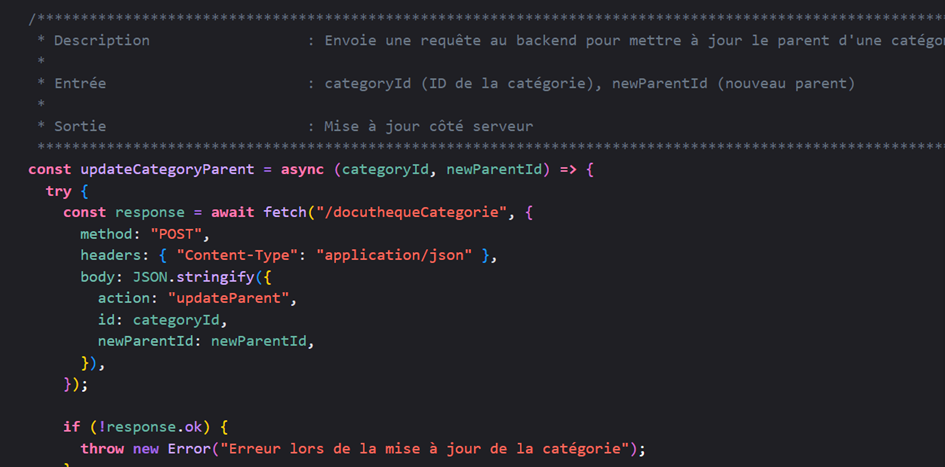 /*******************************************************************************************************
* Description : Envoie une requête au backend pour mettre à jour le parent d'une
*
* Entrée : categoryId (ID de la catégorie), newParentId (nouveau parent)
*
* Sortie : Mise à jour côté serveur
*******************************************************************************************************
const updateCategoryParent = async (categoryId, newParentId) => {
try {
const response = await fetch("/docuthequeCategorie", {
method: "POST",
headers: { "Content-Type": "application/json" },
body: JSON.stringify({
action: "updateParent",
id: categoryId,
newParentId: newParentId,
}),
});
if (!response.ok) {
throw new Error("Erreur lors de la mise à jour de la catégorie");